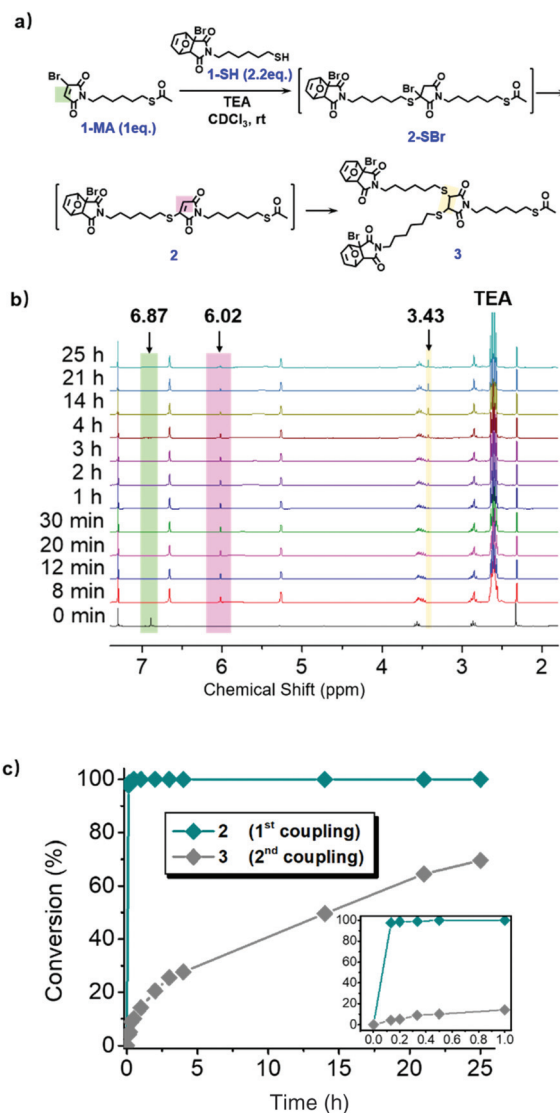 a)
Br
O
N
O
S
O
1-MA (1eq.)
Br O
O
N
O
SH
1-SH (2.2eq.)
TEA
CDCl3, rt
Br O
O
N
O
S
Br
O
N
O
S
O
2-SBr
Br O
O
N
O
S
O
N
O
S
O
2
Br O
O
N
O
S
O
N
O
S
O
S
Br O
O
N
O
3
b)
6.87
6.02
3.43
TEA
25 h
21 h
14 h
4 h
3 h
2 h
1 h
30 min
20 min
12 min
8 min
0 min
7 6 5 4 3 2
Chemical Shift (ppm)
c)
Conversion (%)
100
80
60
40
20
0
2 (1st coupling)
3 (2nd coupling)
100
80
60
40
20
0
0.0 0.2 0.4 0.6 0.8 1.0
0 5 10 15 20 25
Time (h)